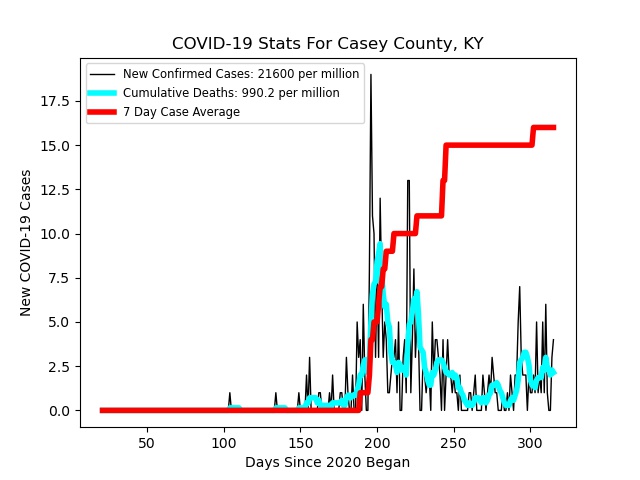 COVID-19 Stats For Casey County, KY
New Confirmed Cases: 21600 per million
Cumulative Deaths: 990.2 per million
7 Day Case Average
New COVID-19 Cases
17.5
15.0
12.5
10.0
7.5
5.0
2.5
0.0
50 100 150 200 250 300
Days Since 2020 Began